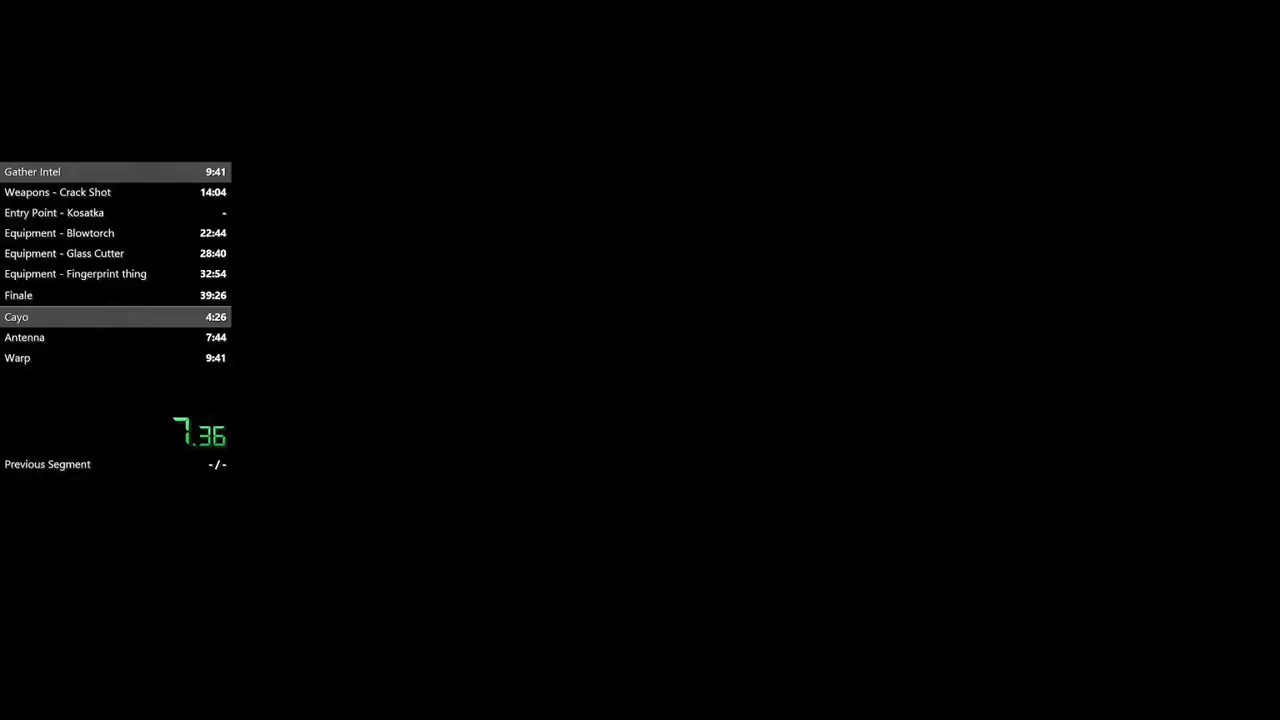 Gather Intel 9:41
Weapons - Crack Shot 14:04
Entry Point - Kosatka -
Equipment - Blowtorch 22:44
Equipment - Glass Cutter 28:40
Equipment - Fingerprint thing 32:54
Finale 39:26
Cayo 4:26
Antenna 7:44
Warp 9:41
7.36
Previous Segment -/-